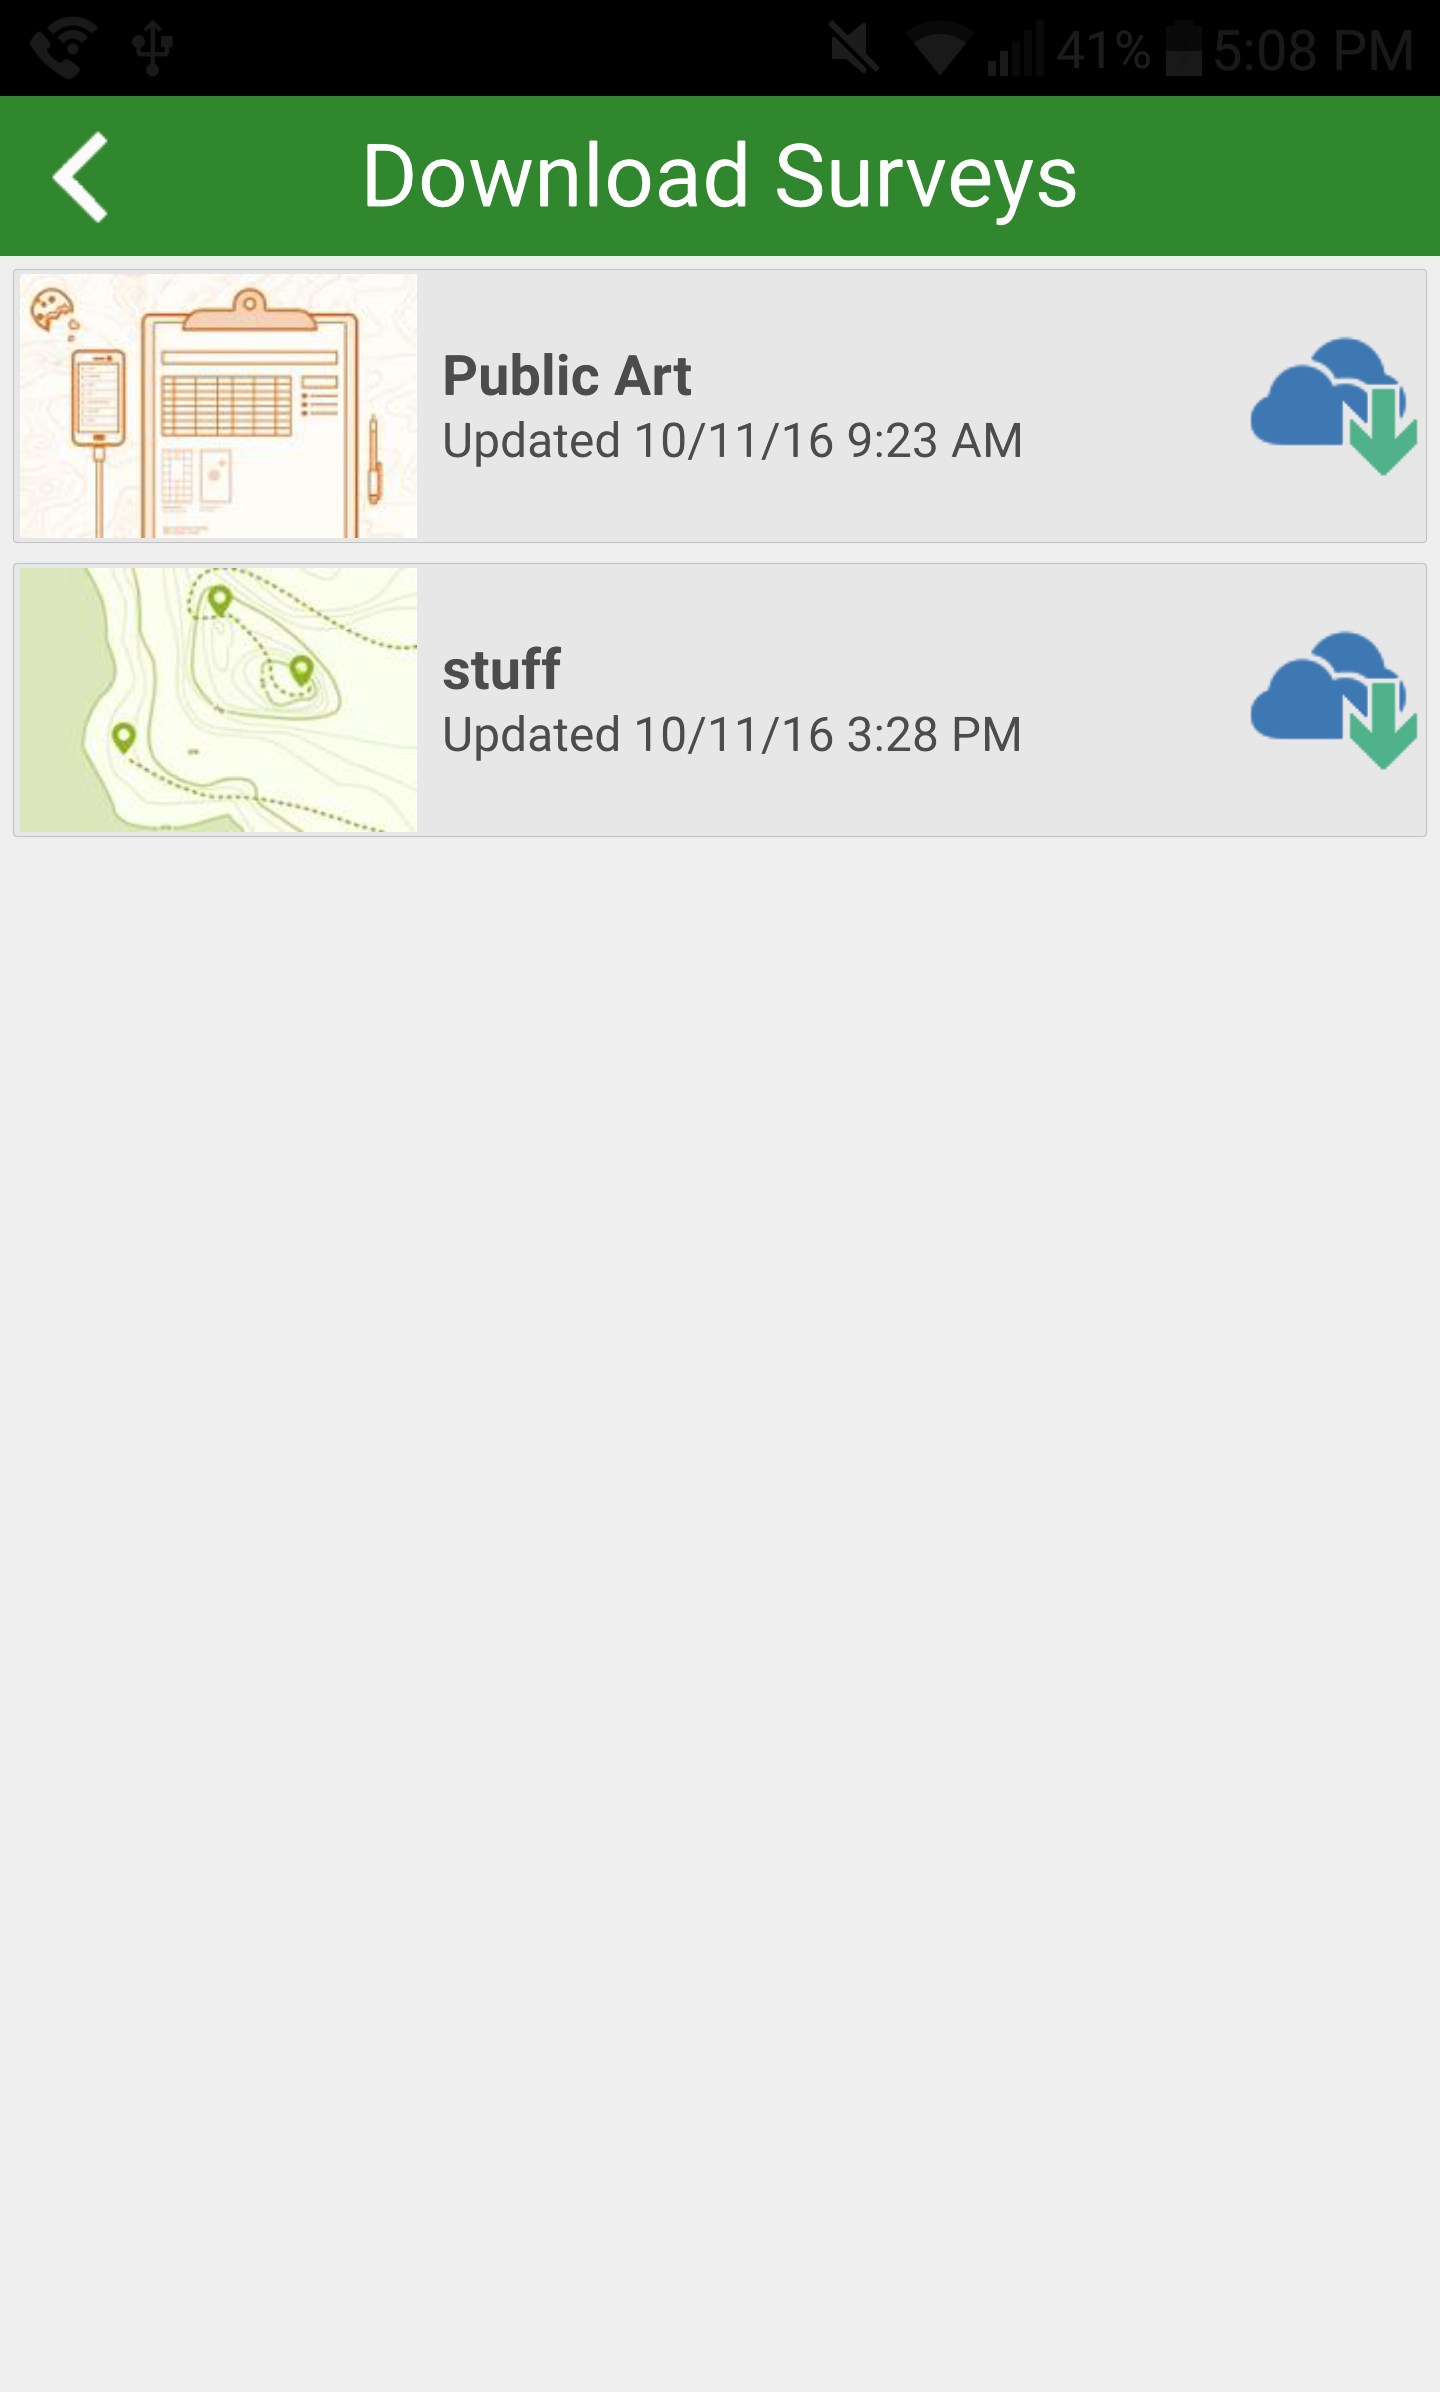 41% 5:08 PM
Download Surveys
Public Art
Updated 10/11/16 9:23 AM
stuff
Updated 10/11/16 3:28 PM